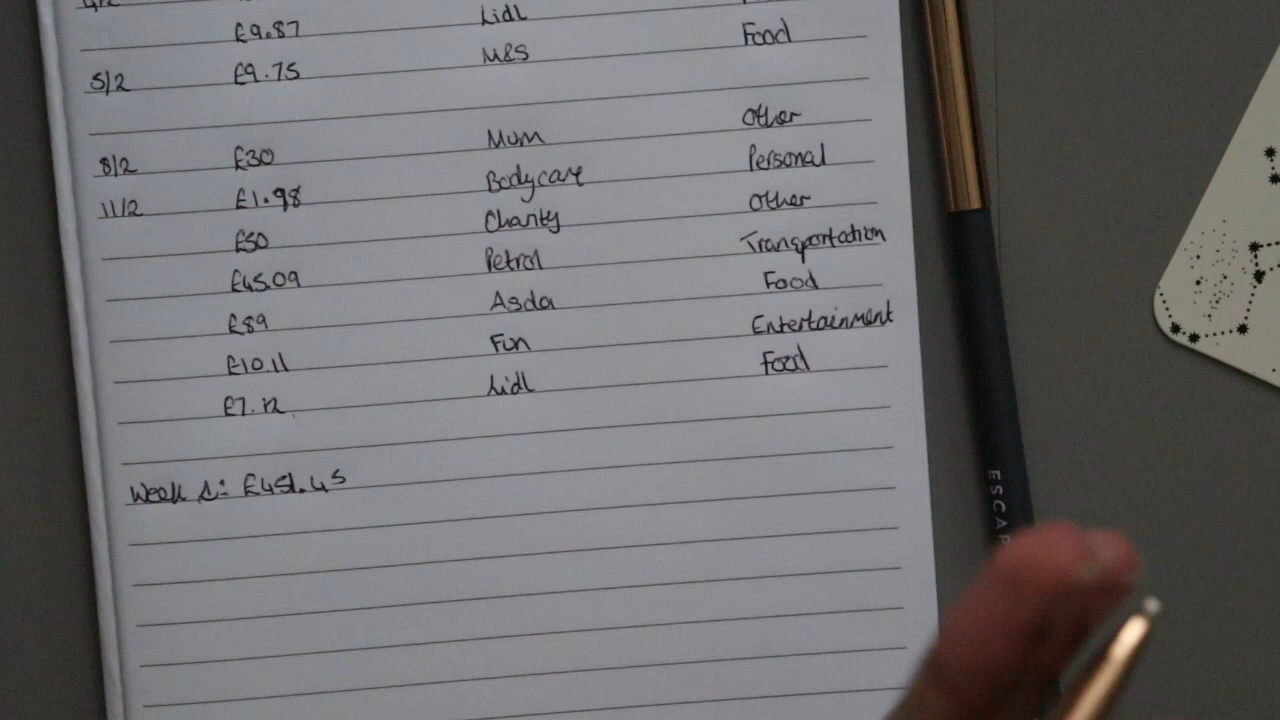 £9.87 Lidl
5/2 £9.75 M&S Food
8/2 £30 Mum Other
11/2 £1.98 Bodycare Personal
£50 Charity Other
£45.09 Petrol Transportation
£89 Asda Food
£10.11 Fun Entertainment
£7.12 Lidl Food
Week 1: £451.45
ESCAP